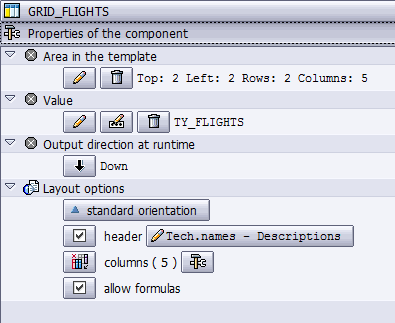 GRID_FLIGHTS
Properties of the component
Area in the template
Top: 2 Left: 2 Rows: 2 Columns: 5
Value
TY_FLIGHTS
Output direction at runtime
Down
Layout options
standard orientation
header Tech.names - Descriptions
columns ( 5 )
allow formulas